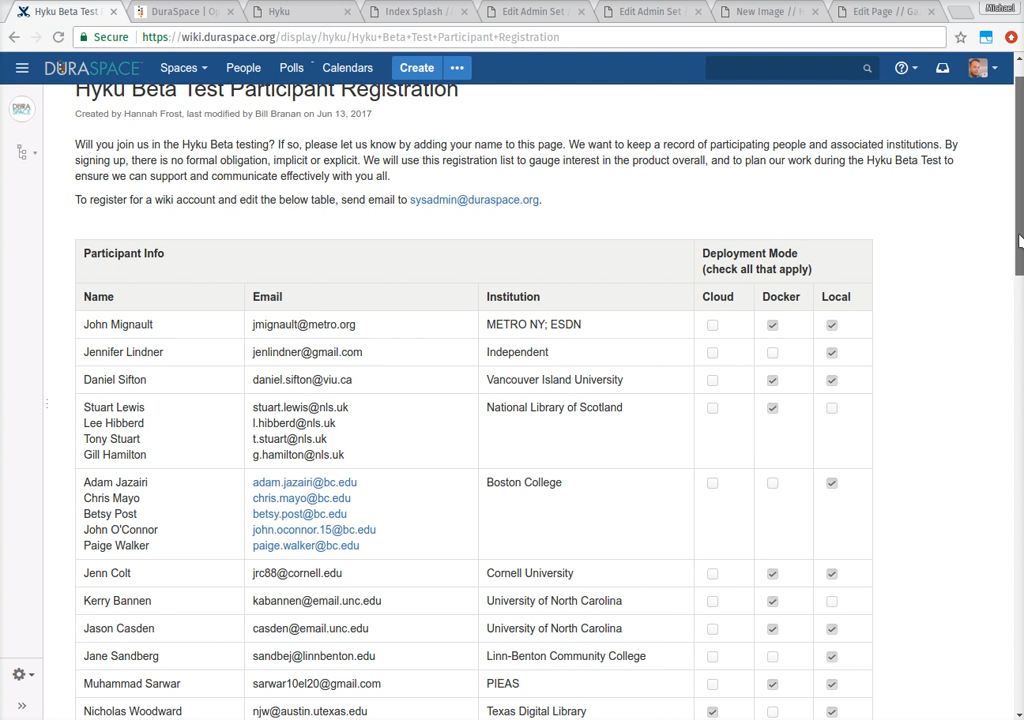 Hyku Beta Test
DuraSpace | Op
Hyku
Index Splash /
Edit Admin Set /
Edit Admin Set
New Image // H
Edit Page // Ga
Michael
Secure
https://wiki.duraspace.org/display/hyku/Hyku+Beta+Test+Participant+Registration
DURASPACE
Spaces
People
Polls
Calendars
Create
Hyku Beta Test Participant Registration
Created by Hannah Frost, last modified by Bill Branan on Jun 13, 2017
Will you join us in the Hyku Beta testing? If so, please let us know by adding your name to this page. We want to keep a record of participating people and associated institutions. By
signing up, there is no formal obligation, implicit or explicit. We will use this registration list to gauge interest in the product overall, and to plan our work during the Hyku Beta Test to
ensure we can support and communicate effectively with you all.
To register for a wiki account and edit the below table, send email to sysadmin@duraspace.org.
Participant Info
Deployment Mode
(check all that apply)
Name Email Institution Cloud Docker Local
John Mignault jmignault@metro.org METRO NY; ESDN
Jennifer Lindner jenlindner@gmail.com Independent
Daniel Sifton daniel.sifton@viu.ca Vancouver Island University
Stuart Lewis stuart.lewis@nls.uk National Library of Scotland
Lee Hibberd l.hibberd@nls.uk
Tony Stuart t.stuart@nls.uk
Gill Hamilton g.hamilton@nls.uk
Adam Jazairi adam.jazairi@bc.edu Boston College
Chris Mayo chris.mayo@bc.edu
Betsy Post betsy.post@bc.edu
John O'Connor john.oconnor.15@bc.edu
Paige Walker paige.walker@bc.edu
Jenn Colt jrc88@cornell.edu Cornell University
Kerry Bannen kabannen@email.unc.edu University of North Carolina
Jason Casden casden@email.unc.edu University of North Carolina
Jane Sandberg sandbej@linnbenton.edu Linn-Benton Community College
Muhammad Sarwar sarwar10el20@gmail.com PIEAS
Nicholas Woodward njw@austin.utexas.edu Texas Digital Library